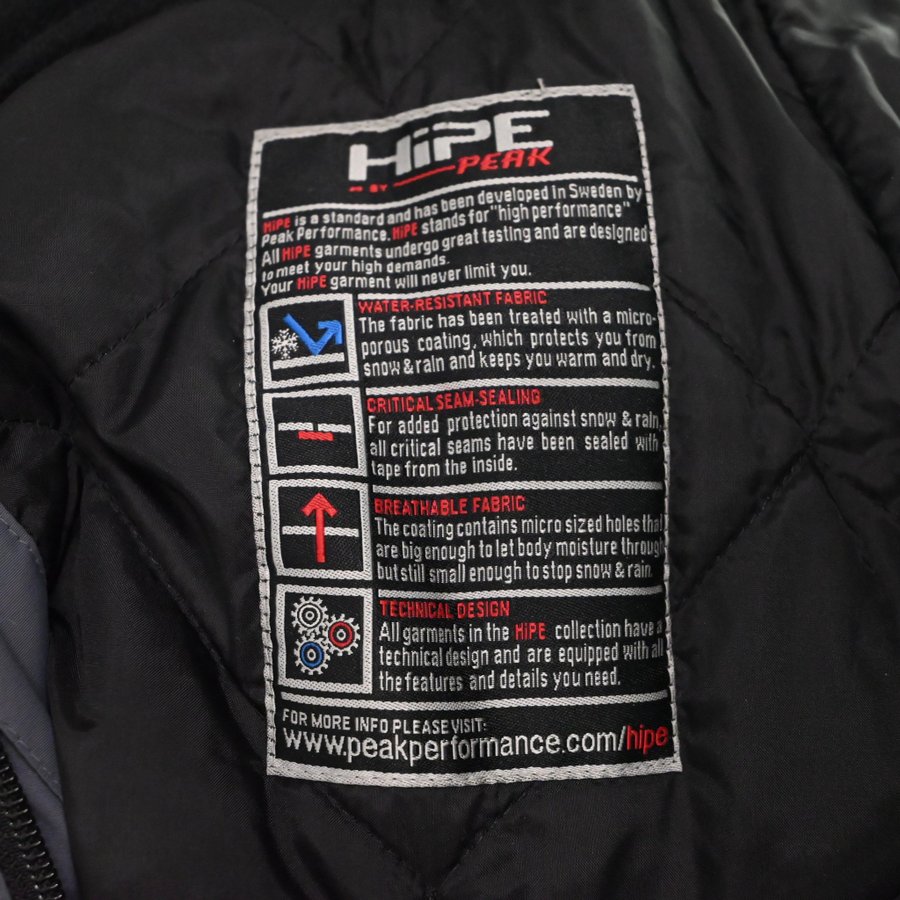 HiPE
BY PEAK
HiPE is a standard and has been developed in Sweden by
Peak Performance. HiPE stands for "high performance"
All HiPE garments undergo great testing and are designed
to meet your high demands.
Your HiPE garment will never limit you.
WATER-RESISTANT FABRIC
The fabric has been treated with a micro-
porous coating, which protects you from
snow & rain and keeps you warm and dry.
CRITICAL SEAM-SEALING
For added protection against snow & rain,
all critical seams have been sealed with
tape from the inside.
BREATHABLE FABRIC
The coating contains micro sized holes that
are big enough to let body moisture through
but still small enough to stop snow & rain.
TECHNICAL DESIGN
All garments in the HiPE collection have a
technical design and are equipped with all
the features and details you need.
FOR MORE INFO PLEASE VISIT:
www.peakperformance.com/hipe